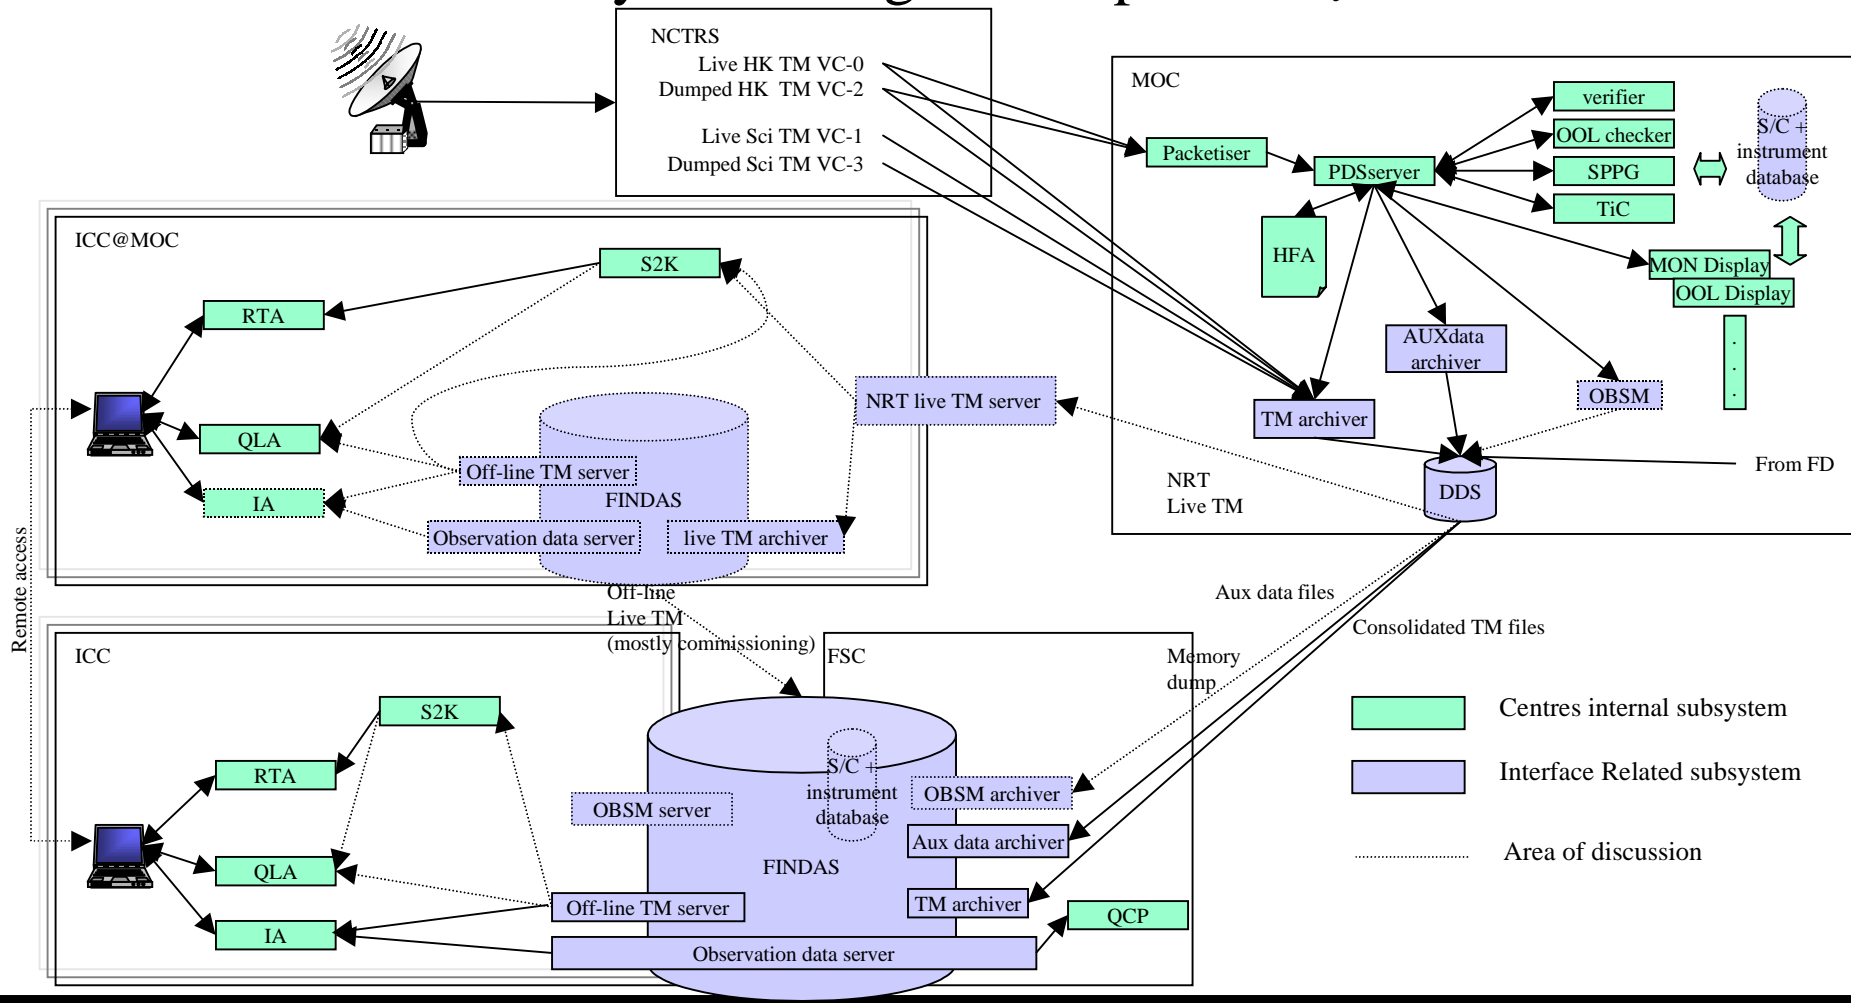 NCTRS
Live HK TM VC-0
Dumped HK TM VC-2
Live Sci TM VC-1
Dumped Sci TM VC-3
MOC
verifier
OOL checker
SPPG
TiC
S/C +
instrument
database
Packetiser
PDSserver
HFA
MON Display
OOL Display
.
.
.
AUXdata
archiver
OBSM
TM archiver
From FD
DDS
NRT
Live TM
ICC@MOC
S2K
RTA
QLA
IA
NRT live TM server
Off-line TM server
FINDAS
Observation data server
live TM archiver
Remote access
Off-line
Live TM
(mostly commissioning)
Aux data files
Consolidated TM files
Memory
dump
ICC
FSC
S2K
RTA
QLA
IA
OBSM server
S/C +
instrument
database
FINDAS
OBSM archiver
Aux data archiver
TM archiver
Off-line TM server
Observation data server
QCP
Centres internal subsystem
Interface Related subsystem
Area of discussion